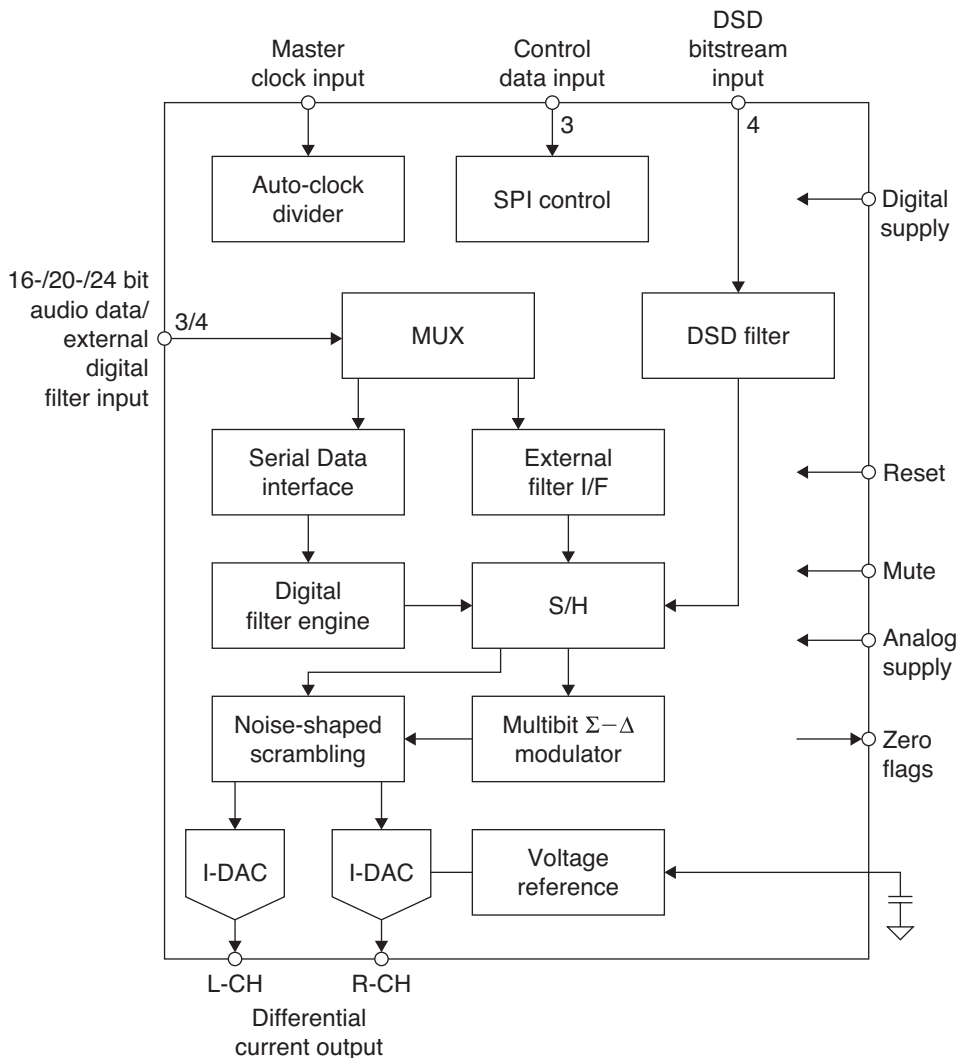 Master
clock input
Control
data input
DSD
bitstream
input
3
4
Auto-clock
divider
SPI control
Digital
supply
16-/20-/24 bit
audio data/
external
digital
filter input
3/4
MUX
DSD filter
Serial Data
interface
External
filter I/F
Reset
Digital
filter engine
S/H
Mute
Analog
supply
Noise-shaped
scrambling
Multibit Σ−Δ
modulator
Zero
flags
I-DAC
I-DAC
Voltage
reference
L-CH
R-CH
Differential
current output